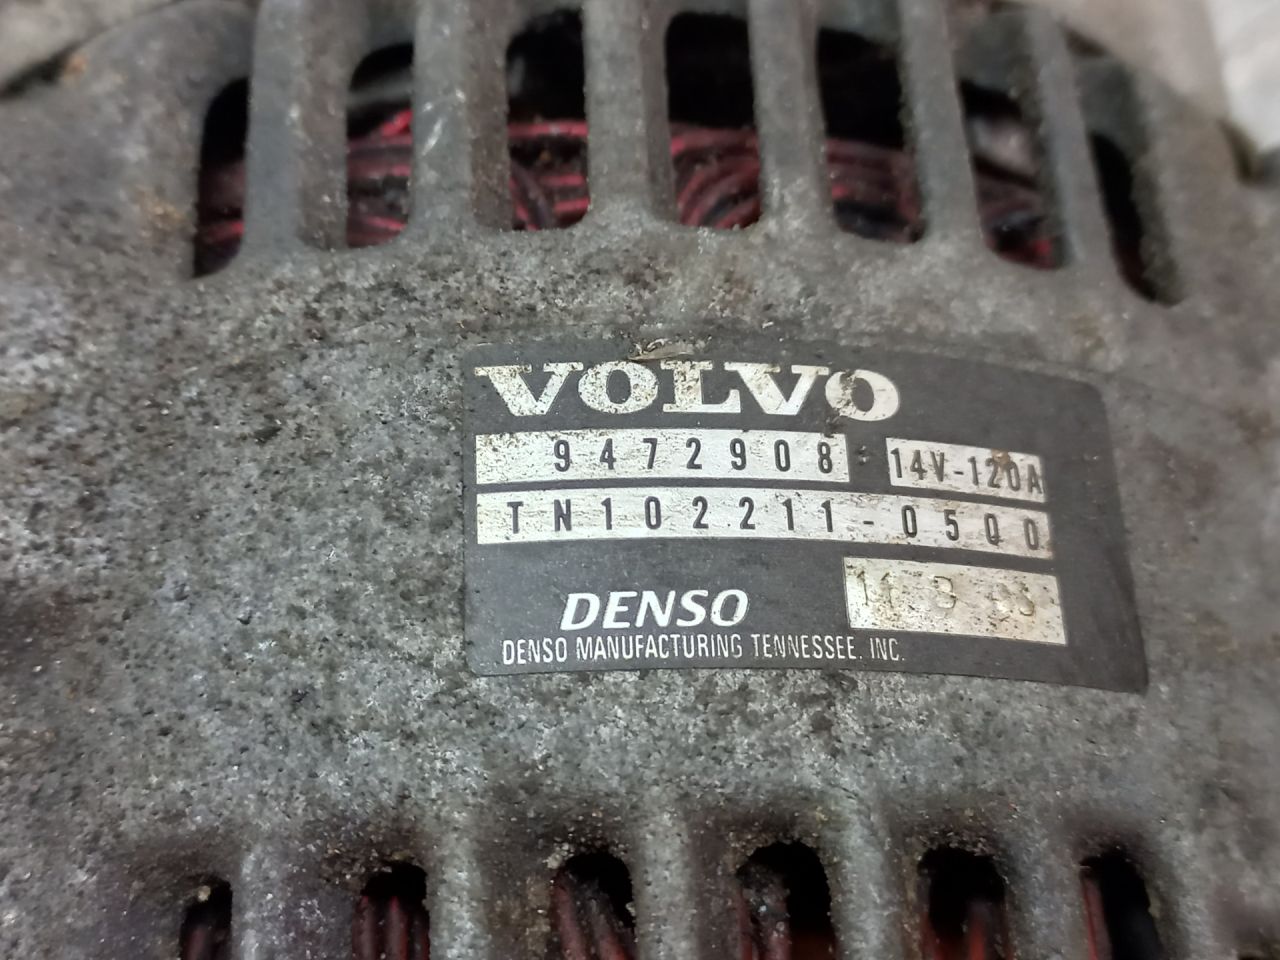 VOLVO
9472908 14V-120A
TN102211-0500
DENSO
DENSO MANUFACTURING TENNESSEE, INC.